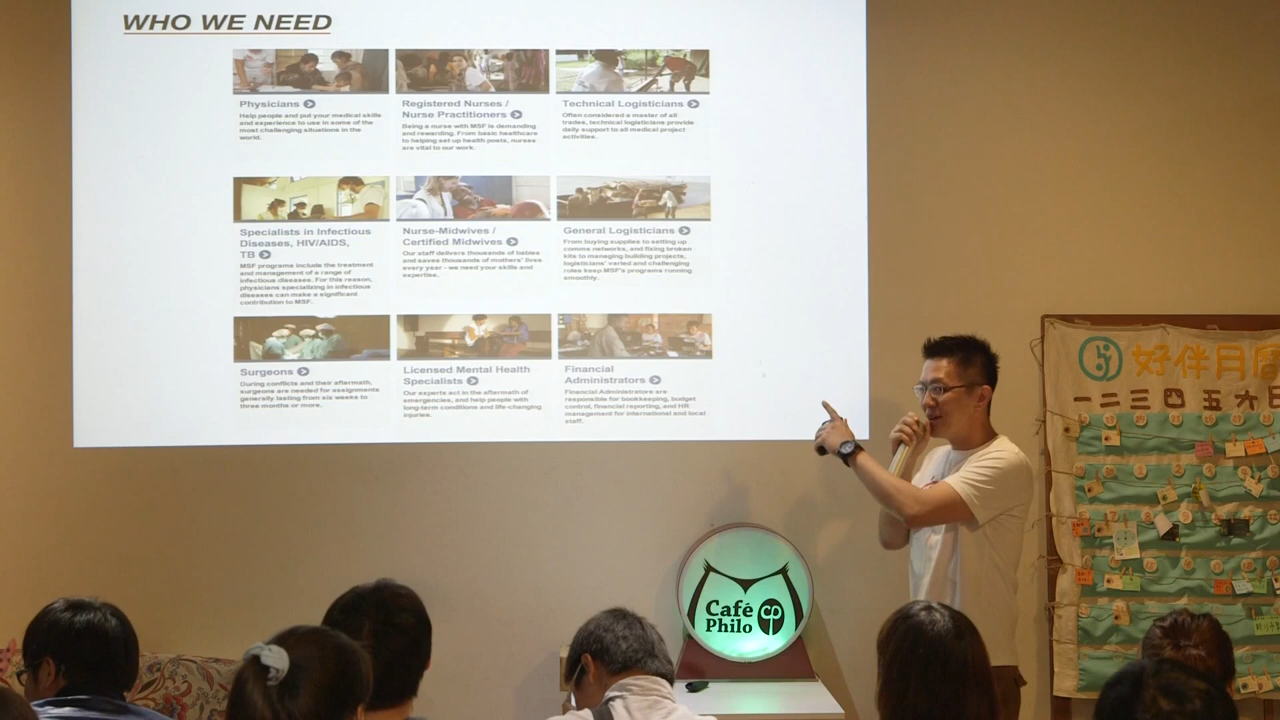 WHO WE NEED
Physicians
Help people and put your medical skills
and experience to use in some of the
most challenging situations in the
world.
Registered Nurses /
Nurse Practitioners
Being a nurse with MSF is demanding
and rewarding. From basic healthcare
to helping set up health posts, nurses
are vital to our work.
Technical Logisticians
Often considered a master of all
trades, technical logisticians provide
daily support to all medical project
activities.
Specialists in Infectious
Diseases, HIV/AIDS,
TB
MSF programs include the treatment
and management of a range of
infectious diseases. For this reason,
physicians specializing in infectious
diseases can make a significant
contribution to MSF.
Nurse-Midwives /
Certified Midwives
Our staff delivers thousands of babies
and saves thousands of mothers' lives
every year - we need your skills and
expertise.
General Logisticians
From buying supplies to setting up
comms networks, and fixing broken
kits to managing building projects,
logisticians' varied and challenging
roles keep MSF's programs running
smoothly.
Surgeons
During conflicts and their aftermath,
surgeons are needed for assignments
generally lasting from six weeks to
three months or more.
Licensed Mental Health
Specialists
Our experts act in the aftermath of
emergencies, and help people with
long-term conditions and life-changing
injuries.
Financial
Administrators
Financial Administrators are
responsible for bookkeeping, budget
control, financial reporting, and HR
management for international and local
staff.
Café
Philo
好伴月曆
一二三四五六日